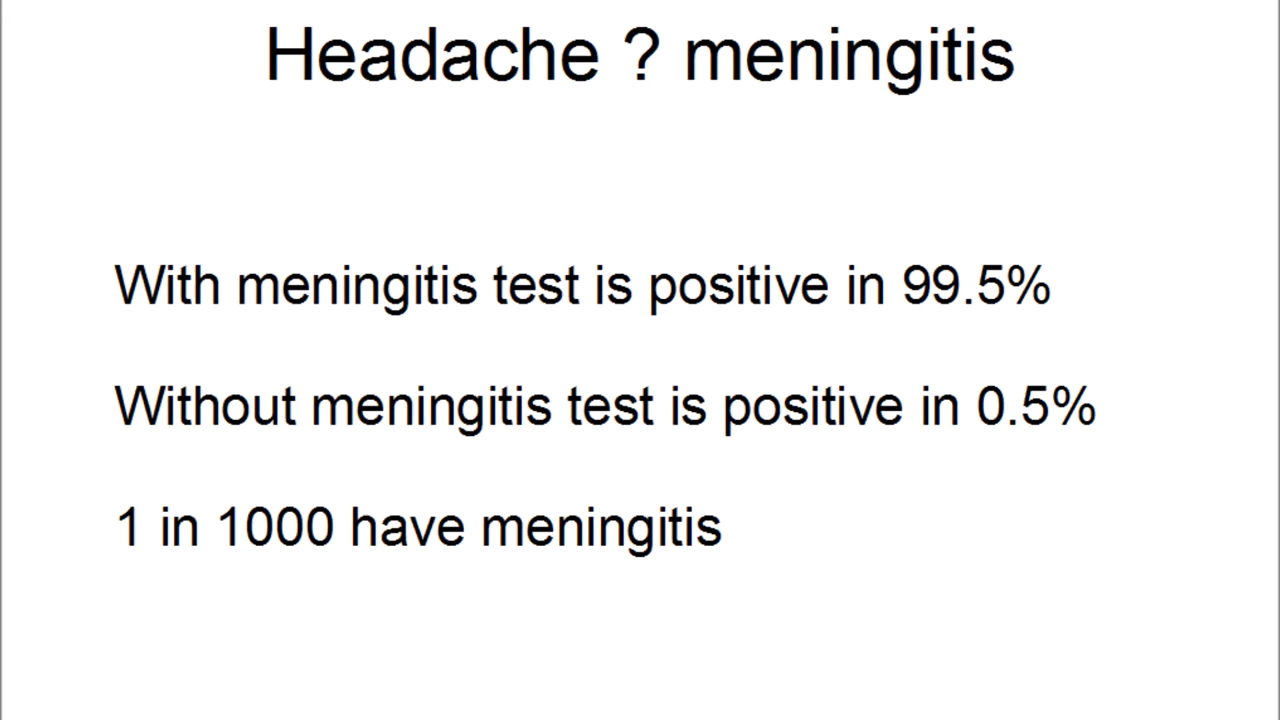 Headache ? meningitis
With meningitis test is positive in 99.5%
Without meningitis test is positive in 0.5%
1 in 1000 have meningitis